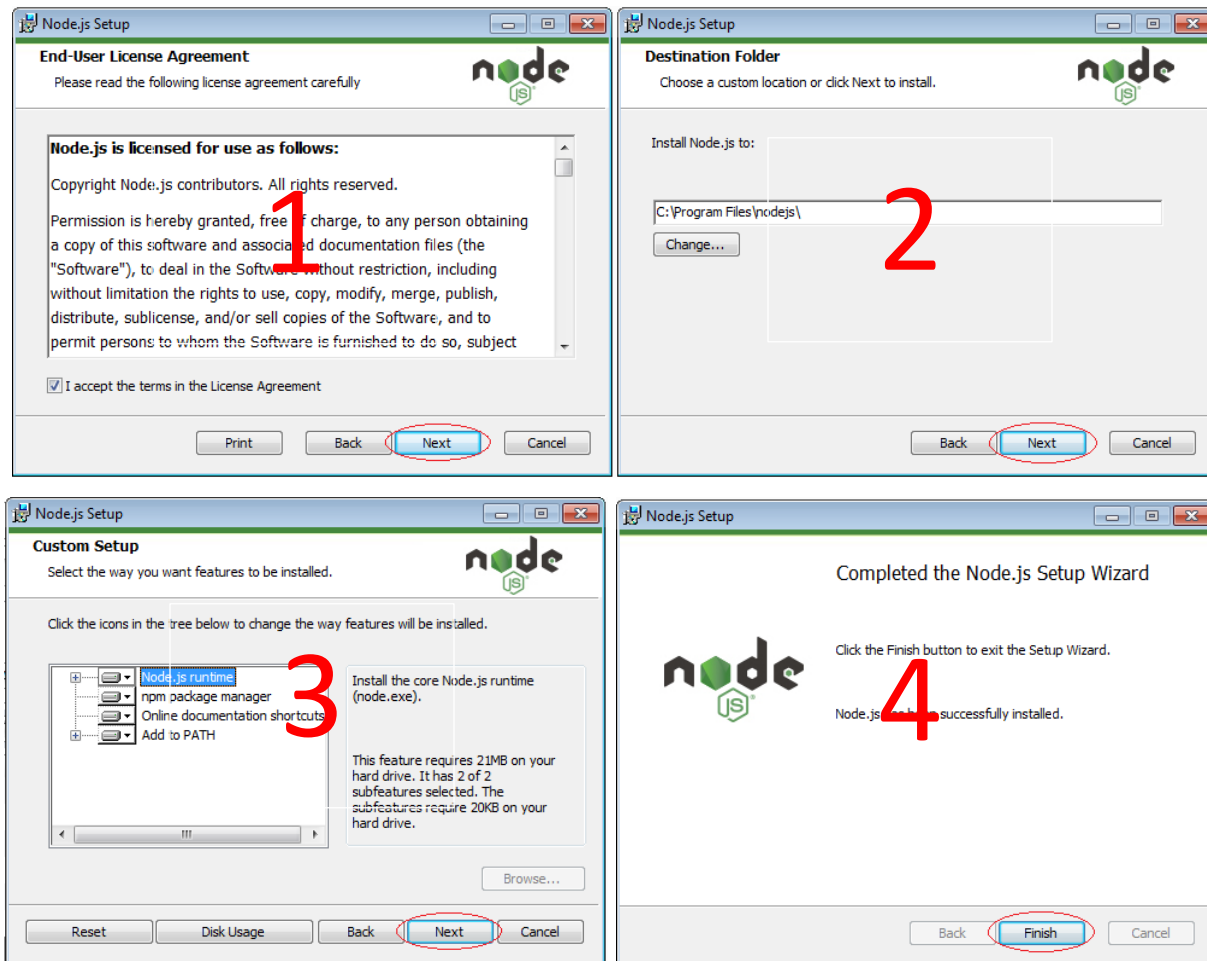 Node.js Setup
End-User License Agreement
Please read the following license agreement carefully
node
JS
Node.js is licensed for use as follows:
Copyright Node.js contributors. All rights reserved.
Permission is hereby granted, free of charge, to any person obtaining
a copy of this software and associated documentation files (the
"Software"), to deal in the Software without restriction, including
without limitation the rights to use, copy, modify, merge, publish,
distribute, sublicense, and/or sell copies of the Software, and to
permit persons to whom the Software is furnished to do so, subject
1
I accept the terms in the License Agreement
Print Back Next Cancel
Node.js Setup
Destination Folder
Choose a custom location or click Next to install.
node
JS
Install Node.js to:
C:\Program Files\nodejs\
Change...
2
Back Next Cancel
Node.js Setup
Custom Setup
Select the way you want features to be installed.
node
JS
Click the icons in the tree below to change the way features will be installed.
Node.js runtime
npm package manager
Online documentation shortcuts
Add to PATH
3
Install the core Node.js runtime
(node.exe).
This feature requires 21MB on your
hard drive. It has 2 of 2
subfeatures selected. The
subfeatures require 20KB on your
hard drive.
Browse...
Reset Disk Usage Back Next Cancel
Node.js Setup
Completed the Node.js Setup Wizard
node
JS
Click the Finish button to exit the Setup Wizard.
4
Node.js has been successfully installed.
Back Finish Cancel